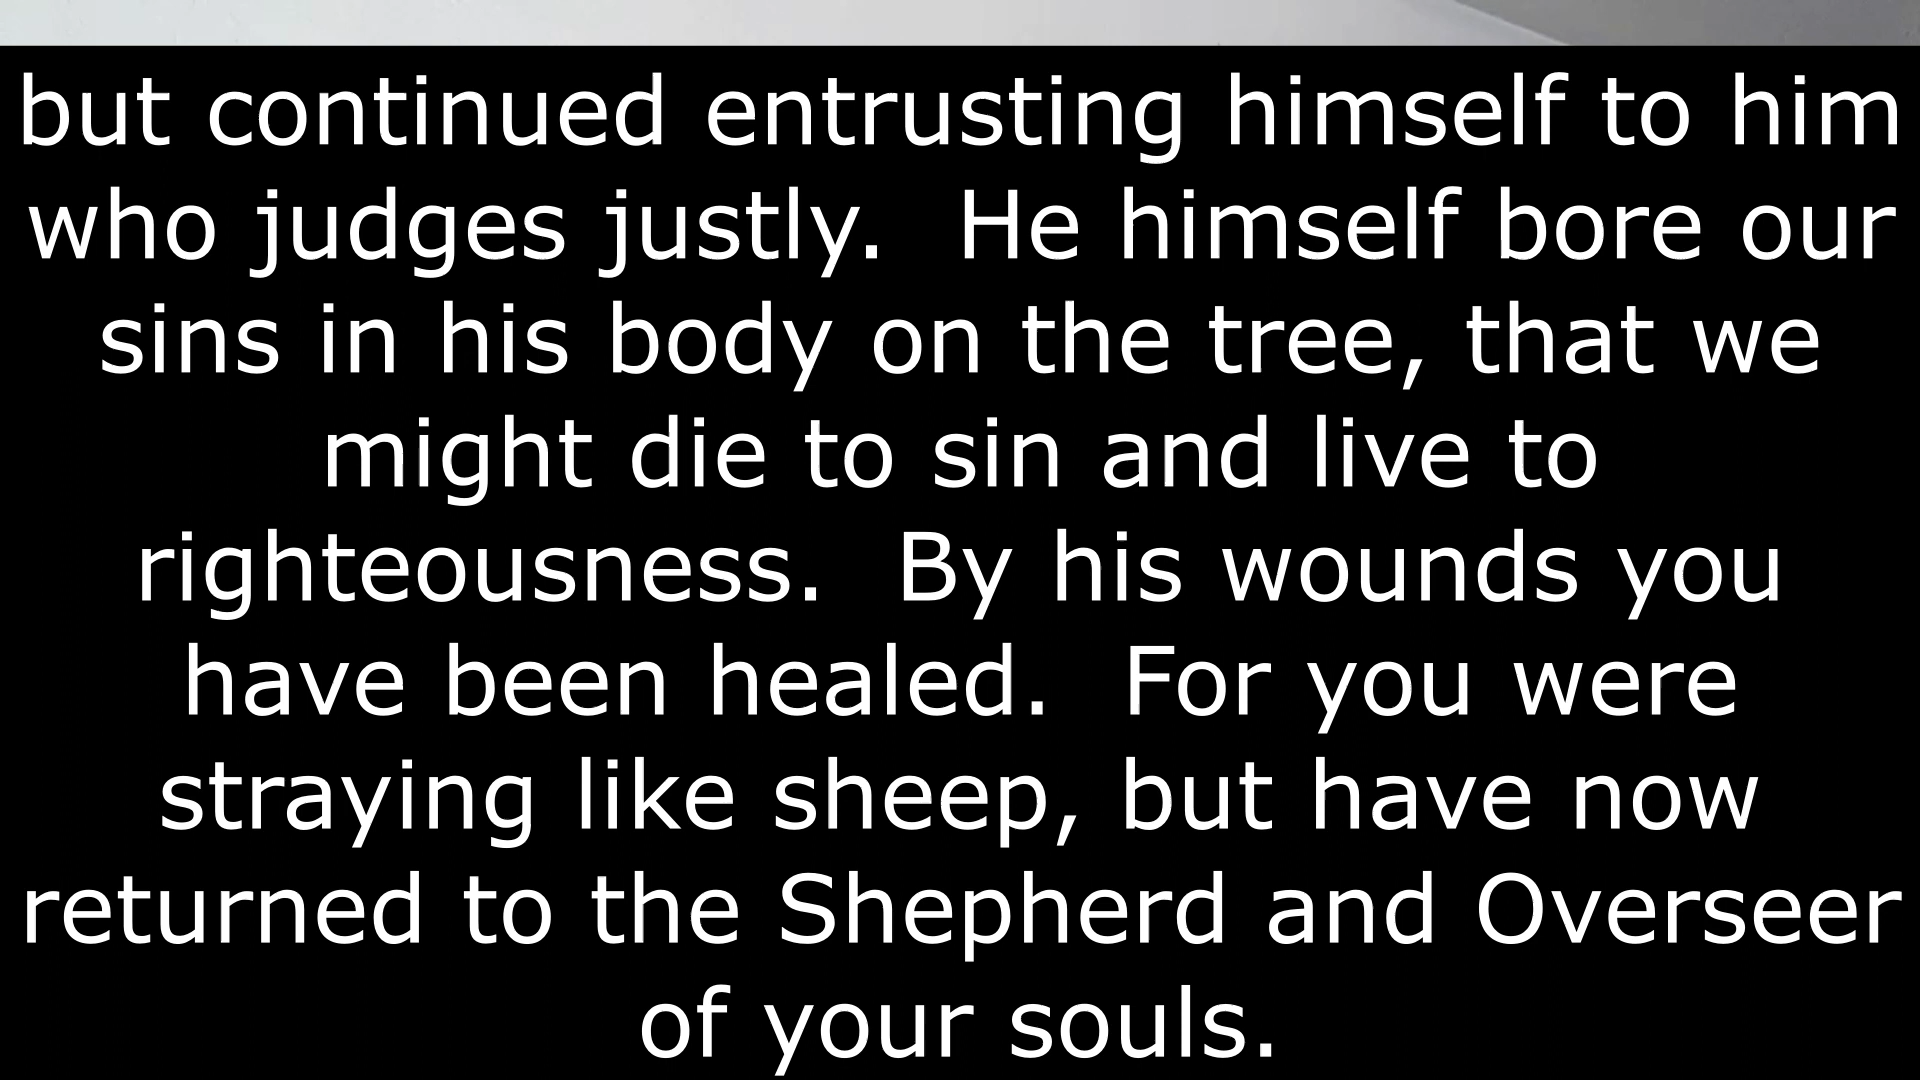 but continued entrusting himself to him
who judges justly.  He himself bore our
sins in his body on the tree, that we
might die to sin and live to
righteousness.  By his wounds you
have been healed.  For you were
straying like sheep, but have now
returned to the Shepherd and Overseer
of your souls.